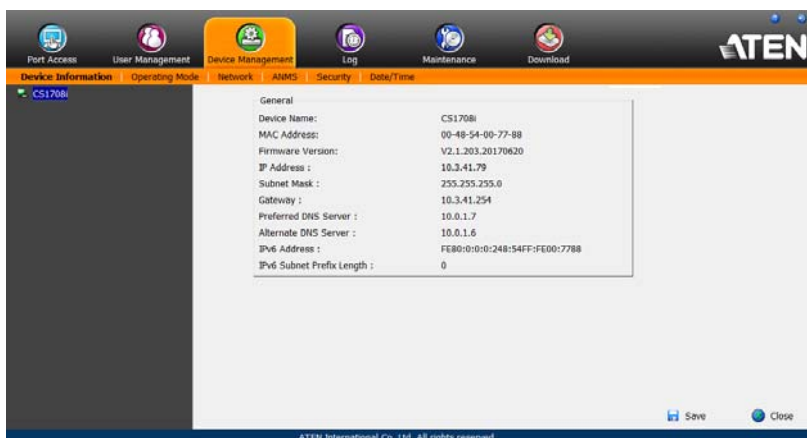 Port Access
User Management
Device Management
Log
Maintenance
Download
ATEN
Device Information
Operating Mode
Network
ANMS
Security
Date/Time
CS1708i
General
Device Name: CS1708i
MAC Address: 00-48-54-00-77-88
Firmware Version: V2.1.203.20170620
IP Address : 10.3.41.79
Subnet Mask : 255.255.255.0
Gateway : 10.3.41.254
Preferred DNS Server : 10.0.1.7
Alternate DNS Server : 10.0.1.6
IPv6 Address : FE80:0:0:0:248:54FF:FE00:7788
IPv6 Subnet Prefix Length : 0
Save
Close
ATEN International Co. Ltd. All rights reserved.